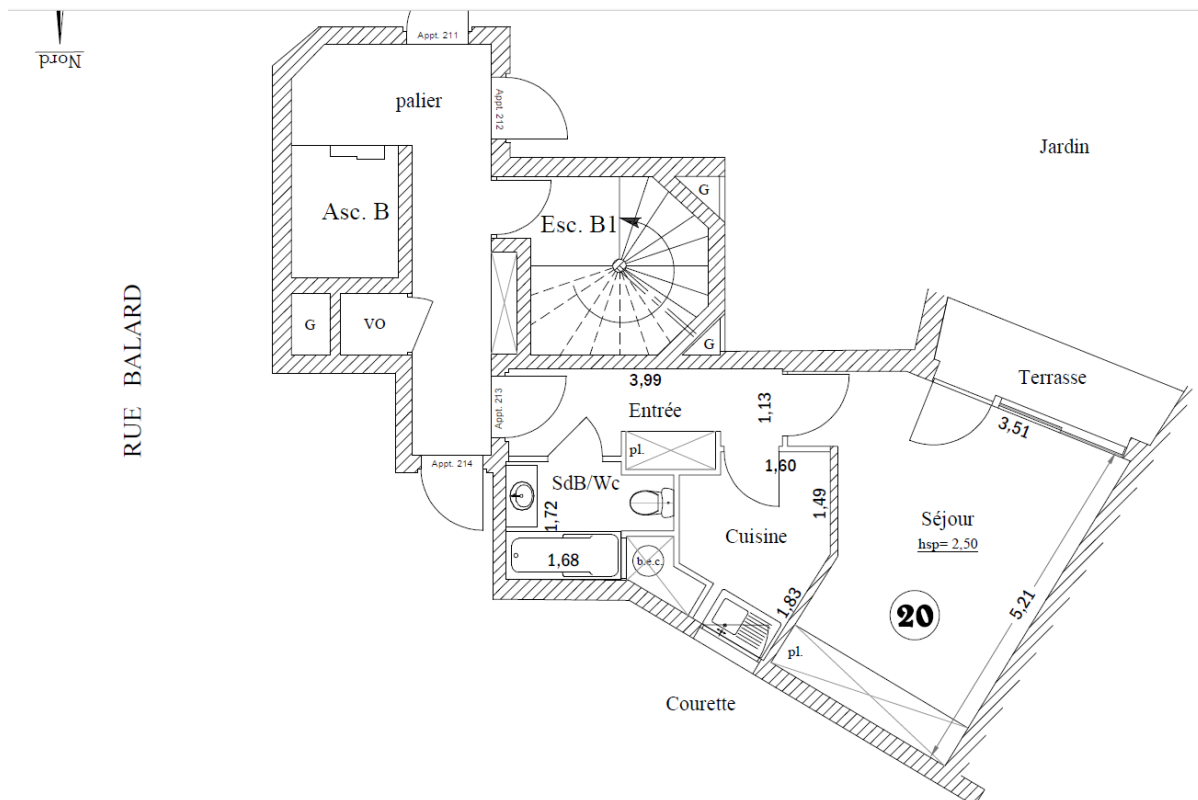 Nord
Appt. 211
palier
Appt. 212
Jardin
Asc. B
Esc. B1
G
RUE BALARD
G
VO
G
Terrasse
3,99
Appt. 213
Entrée
1,13
3,51
pl.
Appt. 214
1,60
SdB/Wc
1,72
1,49
Séjour
Cuisine
hsp= 2,50
1,68
b.e.c.
1,83
20
5,21
pl.
Courette